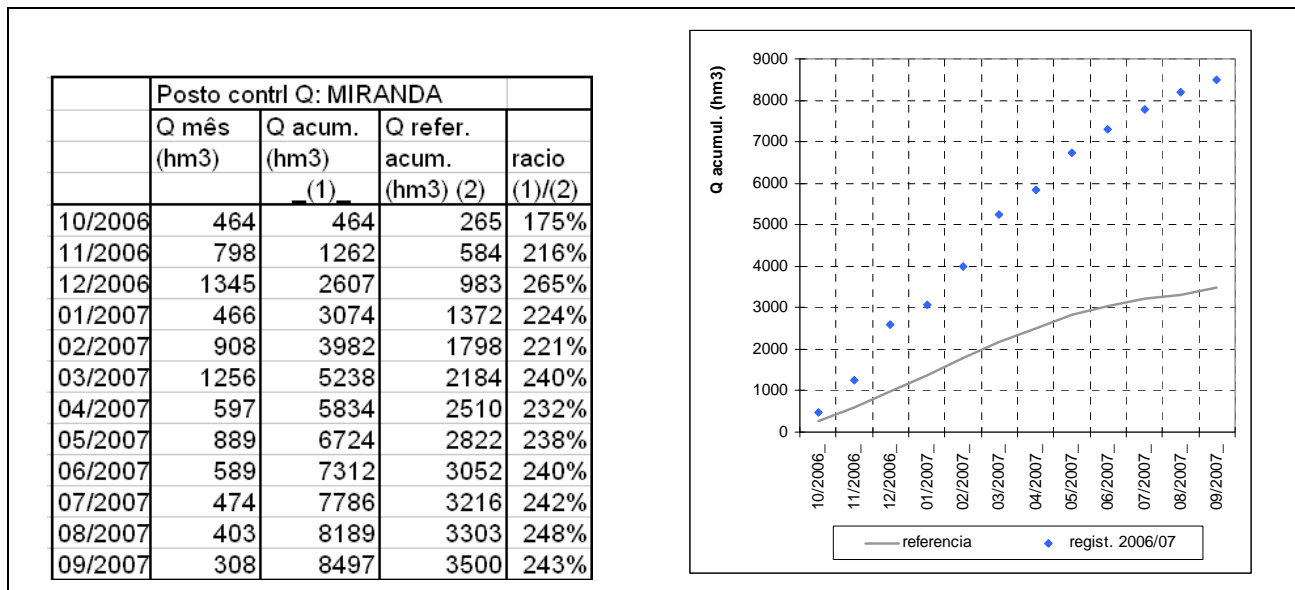 Posto contrl Q: MIRANDA
Q mês Q acum. Q refer.
(hm3) (hm3) acum. racio
_(1)_ (hm3) (2) (1)/(2)
10/2006 464 464 265 175%
11/2006 798 1262 584 216%
12/2006 1345 2607 983 265%
01/2007 466 3074 1372 224%
02/2007 908 3982 1798 221%
03/2007 1256 5238 2184 240%
04/2007 597 5834 2510 232%
05/2007 889 6724 2822 238%
06/2007 589 7312 3052 240%
07/2007 474 7786 3216 242%
08/2007 403 8189 3303 248%
09/2007 308 8497 3500 243%
Q acumul. (hm3)
9000
8000
7000
6000
5000
4000
3000
2000
1000
0
10/2006_
11/2006_
12/2006_
01/2007_
02/2007_
03/2007_
04/2007_
05/2007_
06/2007_
07/2007_
08/2007_
09/2007_
referencia regist. 2006/07